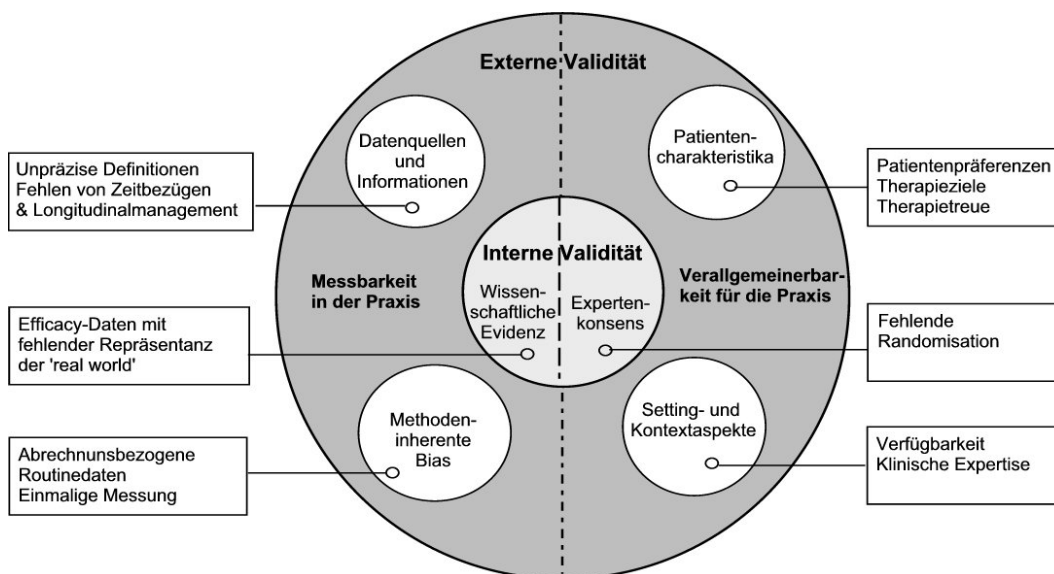 Externe Validität
Datenquellen
und
Informationen
Patienten-
charakteristika
Unpräzise Definitionen
Fehlen von Zeitbezügen
& Longitudinalmanagement
Patientenpräferenzen
Therapieziele
Therapietreue
Interne Validität
Messbarkeit
in der Praxis
Wissen-
schaftliche
Evidenz
Experten-
konsens
Verallgemeinerbar-
keit für die Praxis
Efficacy-Daten mit
fehlender Repräsentanz
der 'real world'
Fehlende
Randomisation
Methoden-
inherente
Bias
Setting- und
Kontextaspekte
Abrechnunsbezogene
Routinedaten
Einmalige Messung
Verfügbarkeit
Klinische Expertise